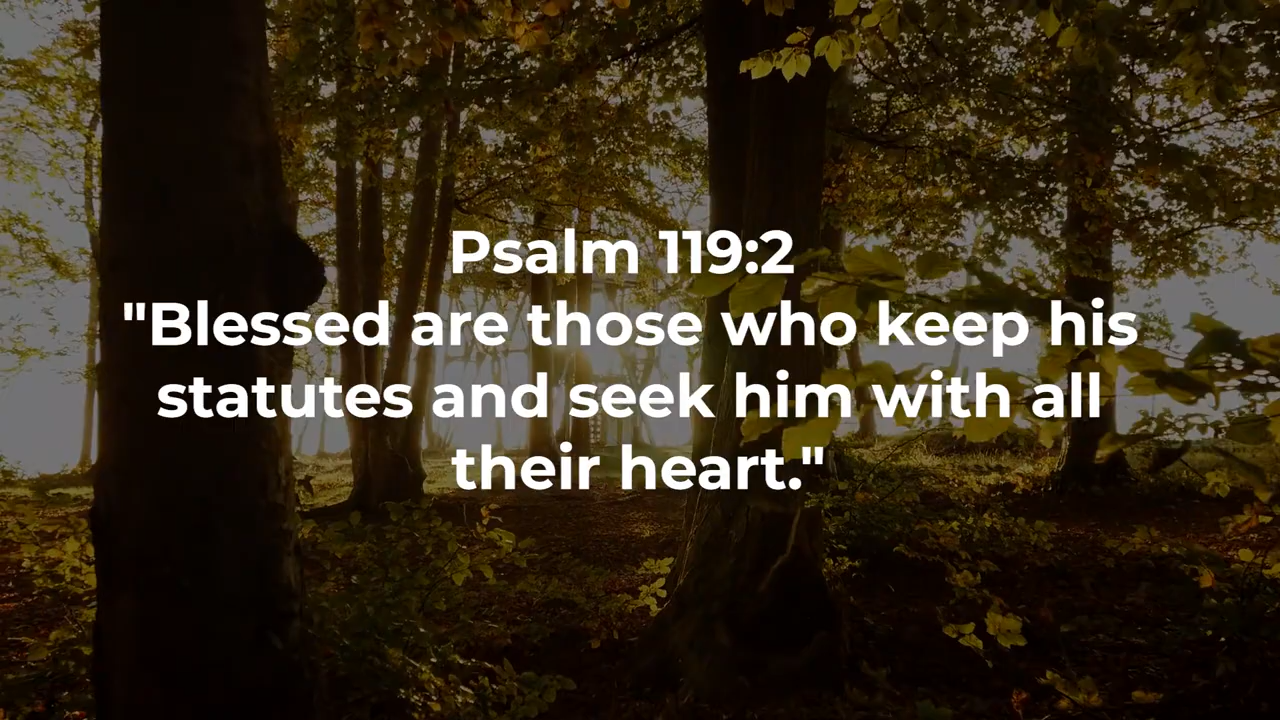 Psalm 119:2
"Blessed are those who keep his
statutes and seek him with all
their heart."